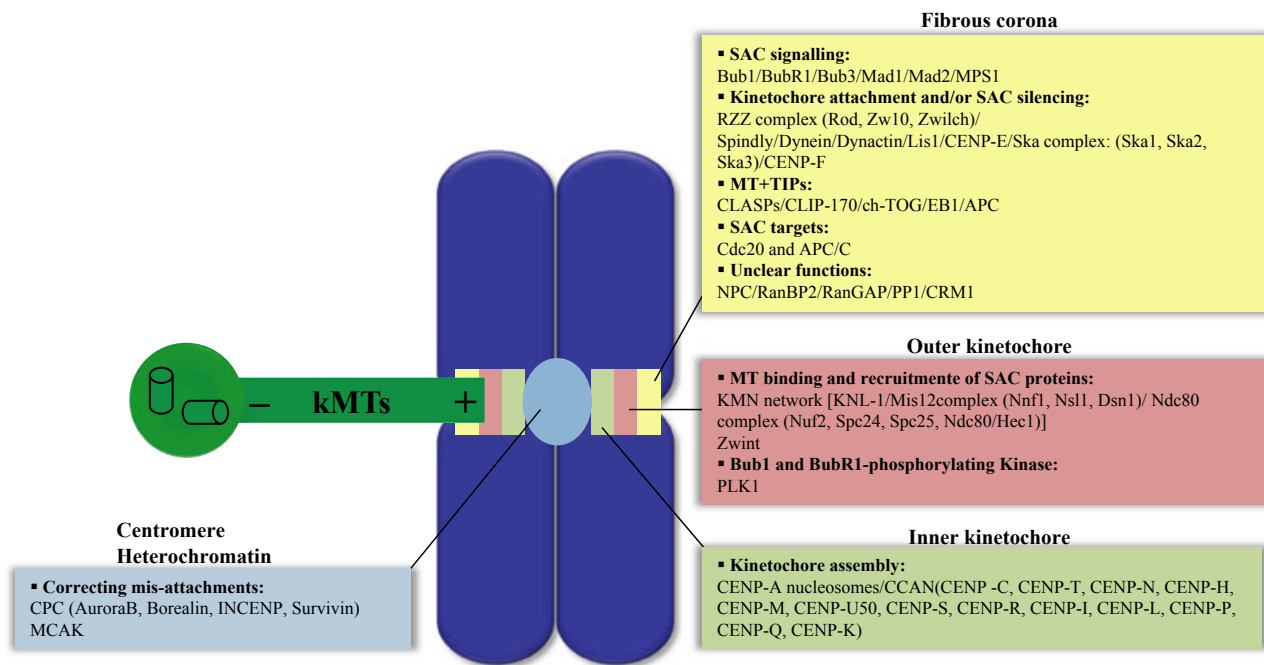 Fibrous corona
▪ SAC signalling:
Bub1/BubR1/Bub3/Mad1/Mad2/MPS1
▪ Kinetochore attachment and/or SAC silencing:
RZZ complex (Rod, Zw10, Zwilch)/
Spindly/Dynein/Dynactin/Lis1/CENP-E/Ska complex: (Ska1, Ska2,
Ska3)/CENP-F
▪ MT+TIPs:
CLASPs/CLIP-170/ch-TOG/EB1/APC
▪ SAC targets:
Cdc20 and APC/C
▪ Unclear functions:
NPC/RanBP2/RanGAP/PP1/CRM1
Outer kinetochore
▪ MT binding and recruitmente of SAC proteins:
KMN network [KNL-1/Mis12complex (Nnf1, Nsl1, Dsn1)/ Ndc80
complex (Nuf2, Spc24, Spc25, Ndc80/Hec1)]
Zwint
▪ Bub1 and BubR1-phosphorylating Kinase:
PLK1
– kMTs +
Inner kinetochore
▪ Kinetochore assembly:
CENP-A nucleosomes/CCAN(CENP -C, CENP-T, CENP-N, CENP-H,
CENP-M, CENP-U50, CENP-S, CENP-R, CENP-I, CENP-L, CENP-P,
CENP-Q, CENP-K)
Centromere
Heterochromatin
▪ Correcting mis-attachments:
CPC (AuroraB, Borealin, INCENP, Survivin)
MCAK